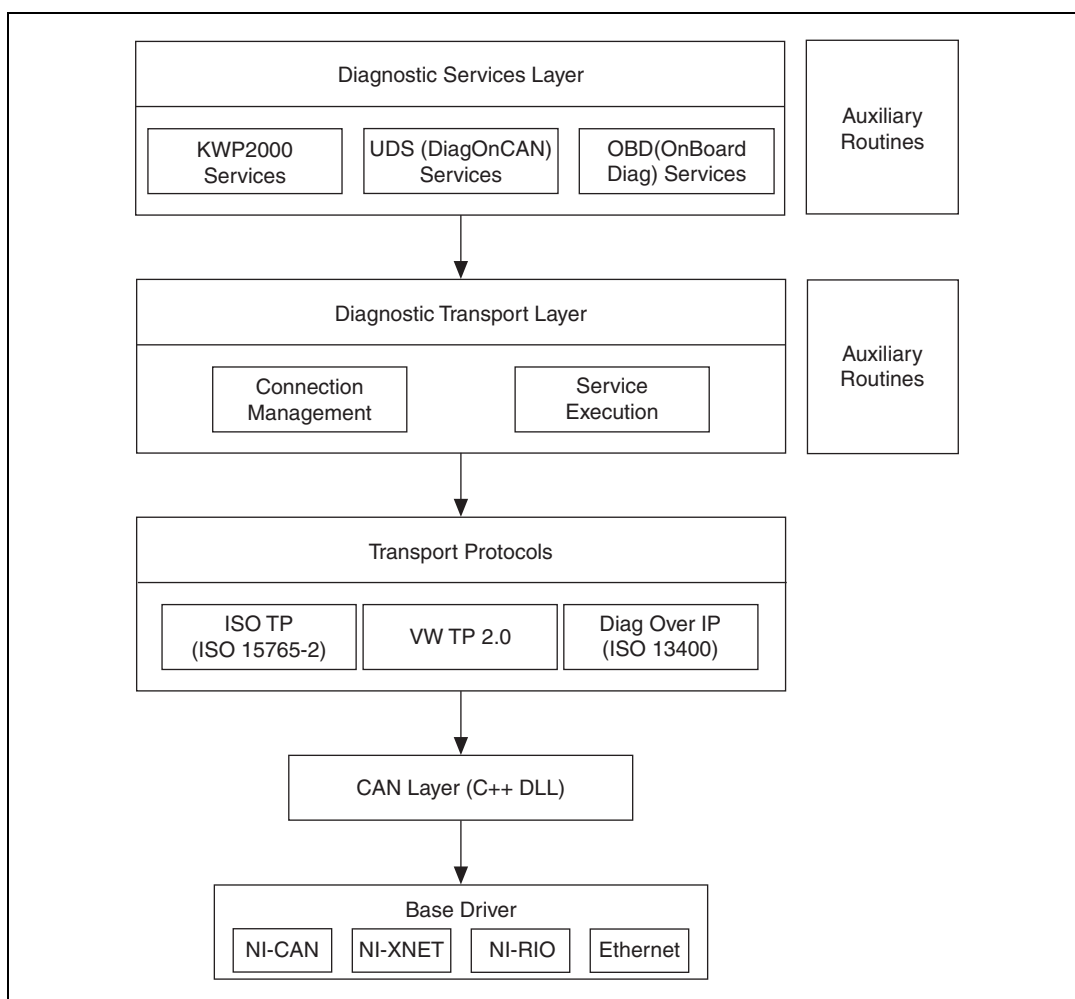 Diagnostic Services Layer
KWP2000
Services
UDS (DiagOnCAN)
Services
OBD(OnBoard
Diag) Services
Auxiliary
Routines
Diagnostic Transport Layer
Connection
Management
Service
Execution
Auxiliary
Routines
Transport Protocols
ISO TP
(ISO 15765-2)
VW TP 2.0
Diag Over IP
(ISO 13400)
CAN Layer (C++ DLL)
Base Driver
NI-CAN
NI-XNET
NI-RIO
Ethernet